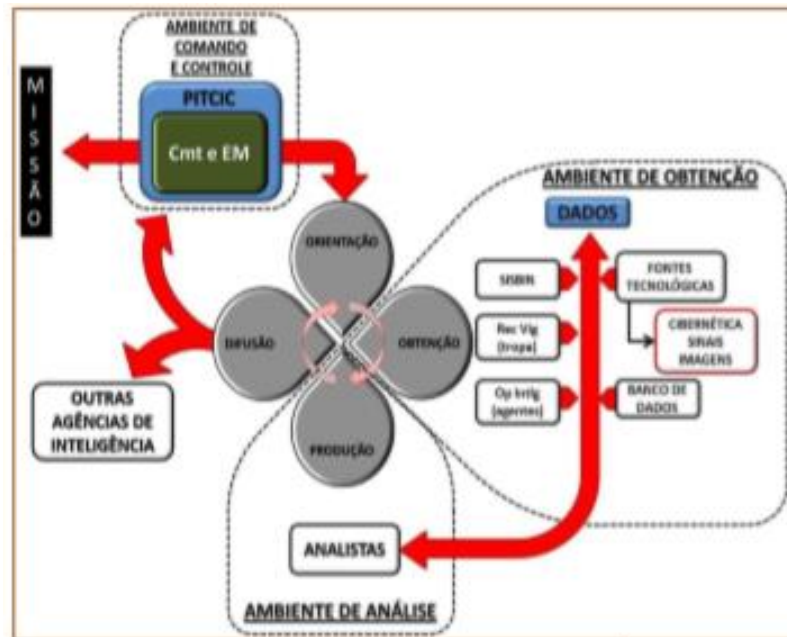 AMBIENTE DE
COMANDO
E CONTROLE
PITCIC
Cmt e EM
MISSÃO
ORIENTAÇÃO
DIFUSÃO
OBTENÇÃO
PRODUÇÃO
OUTRAS
AGÊNCIAS DE
INTELIGÊNCIA
AMBIENTE DE OBTENÇÃO
DADOS
SISBIN
FONTES
TECNOLÓGICAS
Rec Vig
(tropa)
CIBERNÉTICA
SINAIS
IMAGENS
Op Intlg
(agentes)
BANCO DE
DADOS
ANALISTAS
AMBIENTE DE ANÁLISE